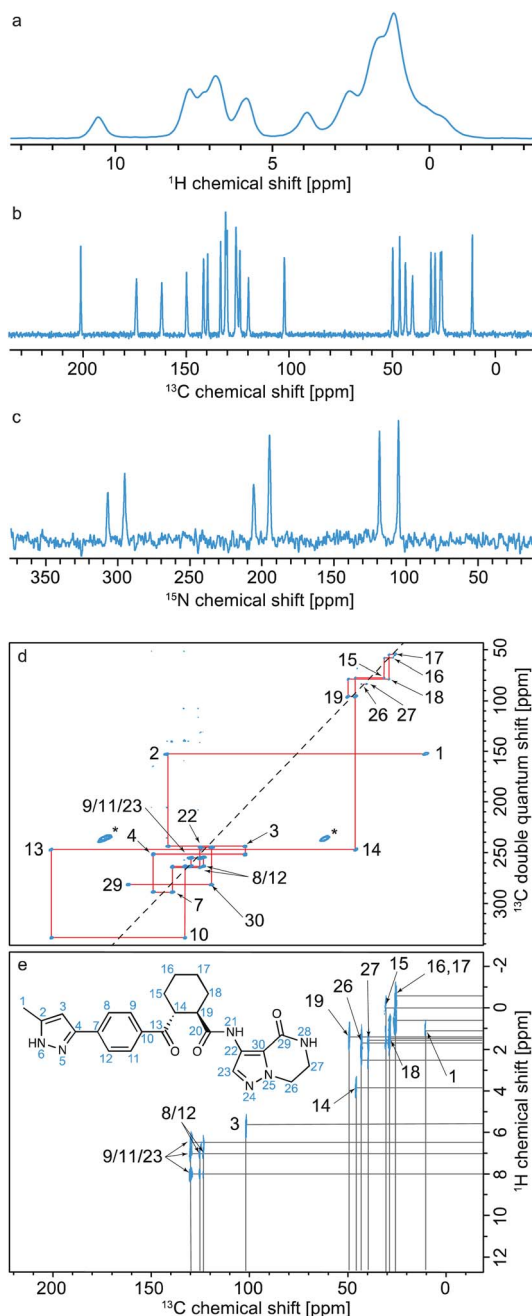 a
10 5 0
¹H chemical shift [ppm]
b
200 150 100 50 0
¹³C chemical shift [ppm]
c
350 300 250 200 150 100 50
¹⁵N chemical shift [ppm]
d
50
100
150
200
250
300
¹³C double quantum shift [ppm]
17
15
16
19
18
26 27
2
1
9/11/23
22
4
3
*
*
13
14
8/12
29
7
30
10
e
-2
0
2
4
6
8
10
12
¹H chemical shift [ppm]
15
16,17
26
27
19
18
1
14
3
8/12
9/11/23
16 17
15 18
14 19
1 2 3 4 7 8 9 10 11 12 13 20
O
O
O
21
H
N
22
30
29
28
NH
27
26
23
N
24
N
25
HN
6
N
5
150 100 50 0
¹³C chemical shift [ppm]